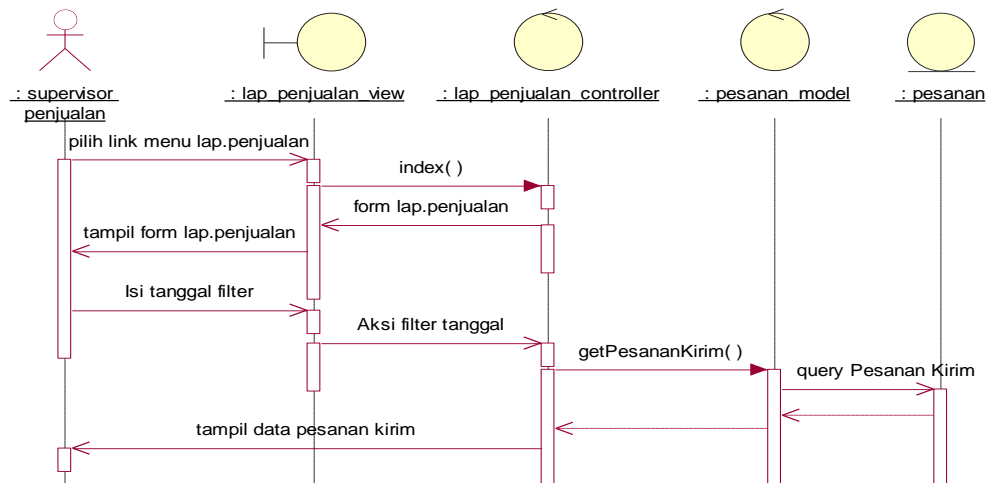 : supervisor
penjualan
: lap_penjualan_view
: lap_penjualan_controller
: pesanan_model
: pesanan
pilih link menu lap.penjualan
index( )
form lap.penjualan
tampil form lap.penjualan
Isi tanggal filter
Aksi filter tanggal
getPesananKirim( )
query Pesanan Kirim
tampil data pesanan kirim